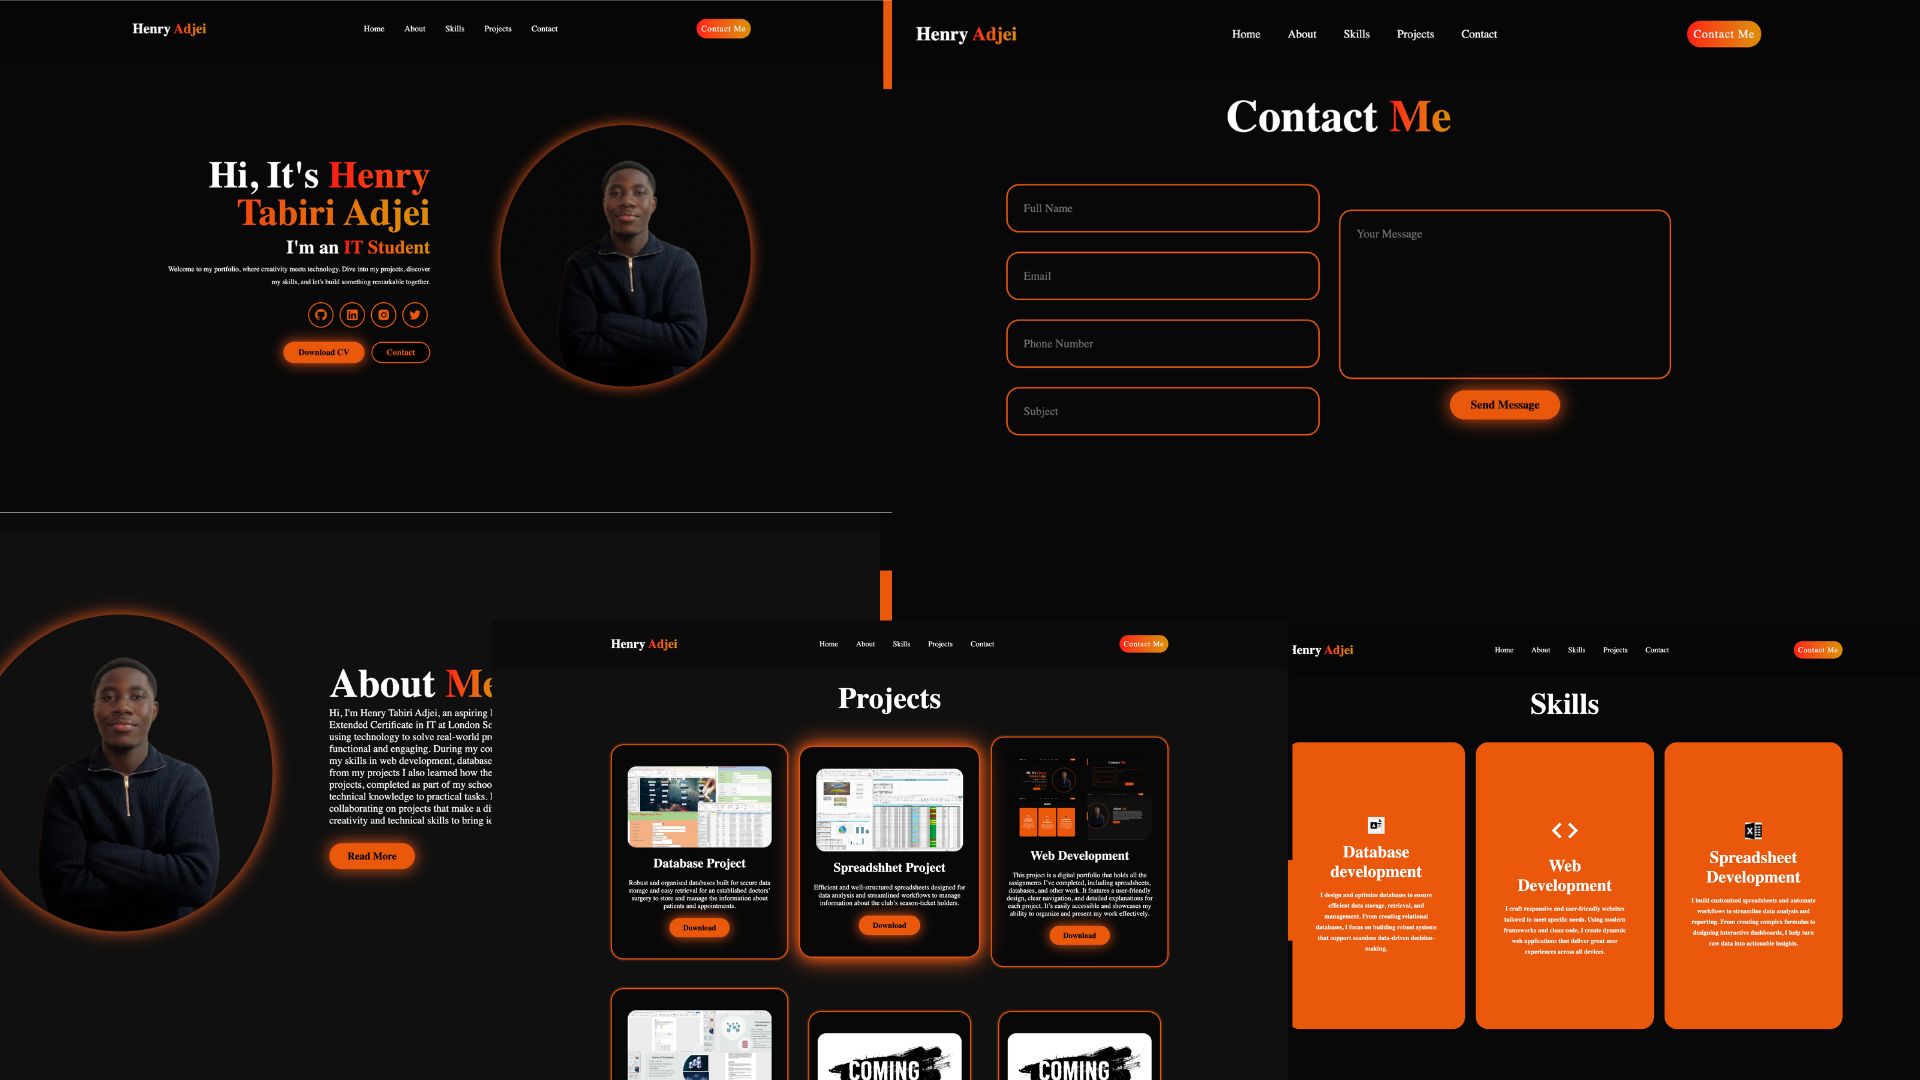 Henry Adjei
Home About Skills Projects Contact
Contact Me
Hi, It's Henry
Tabiri Adjei
I'm an IT Student
Welcome to my portfolio, where creativity meets technology. Dive into my projects, discover
my skills, and let's build something remarkable together.
Download CV Contact
Henry Adjei
Home About Skills Projects Contact
Contact Me
Contact Me
Full Name
Email
Phone Number
Subject
Your Message
Send Message
About Me
Hi, I'm Henry Tabiri Adjei, an aspiring
Extended Certificate in IT at London
using technology to solve real-world
functional and engaging. During my
my skills in web development, database
from my projects I also learned how the
projects, completed as part of my
technical knowledge to practical tasks.
collaborating on projects that make a
creativity and technical skills to bring
Read More
Henry Adjei
Home About Skills Projects Contact
Contact Me
Projects
Database Project
Robust and organised databases built for secure data
storage and easy retrieval for an established doctors'
surgery to store and manage the information about
patients and appointments.
Download
Spreadshhet Project
Efficient and well-structured spreadsheets designed for
data analysis and streamlined workflows to manage
information about the club's season-ticket holders.
Download
Web Development
This project is a digital portfolio that holds all the
assignments I've completed, including spreadsheets,
databases, and other work. It features a user-friendly
design, clear navigation, and detailed explanations for
each project. It's easily accessible and showcases my
ability to organize and present my work effectively.
Download
COMING
COMING
Henry Adjei
Home About Skills Projects Contact
Contact Me
Skills
Database
development
I design and optimize databases to ensure
efficient data storage, retrieval, and
management. From creating relational
databases, I focus on building robust systems
that support seamless data-driven decision-
making.
Web
Development
I craft responsive and user-friendly websites
tailored to meet specific needs. Using modern
frameworks and clean code, I create dynamic
web applications that deliver great user
experiences across all devices.
Spreadsheet
Development
I build customized spreadsheets and automate
workflows to streamline data analysis and
reporting. From creating complex formulas to
designing interactive dashboards, I help turn
raw data into actionable insights.